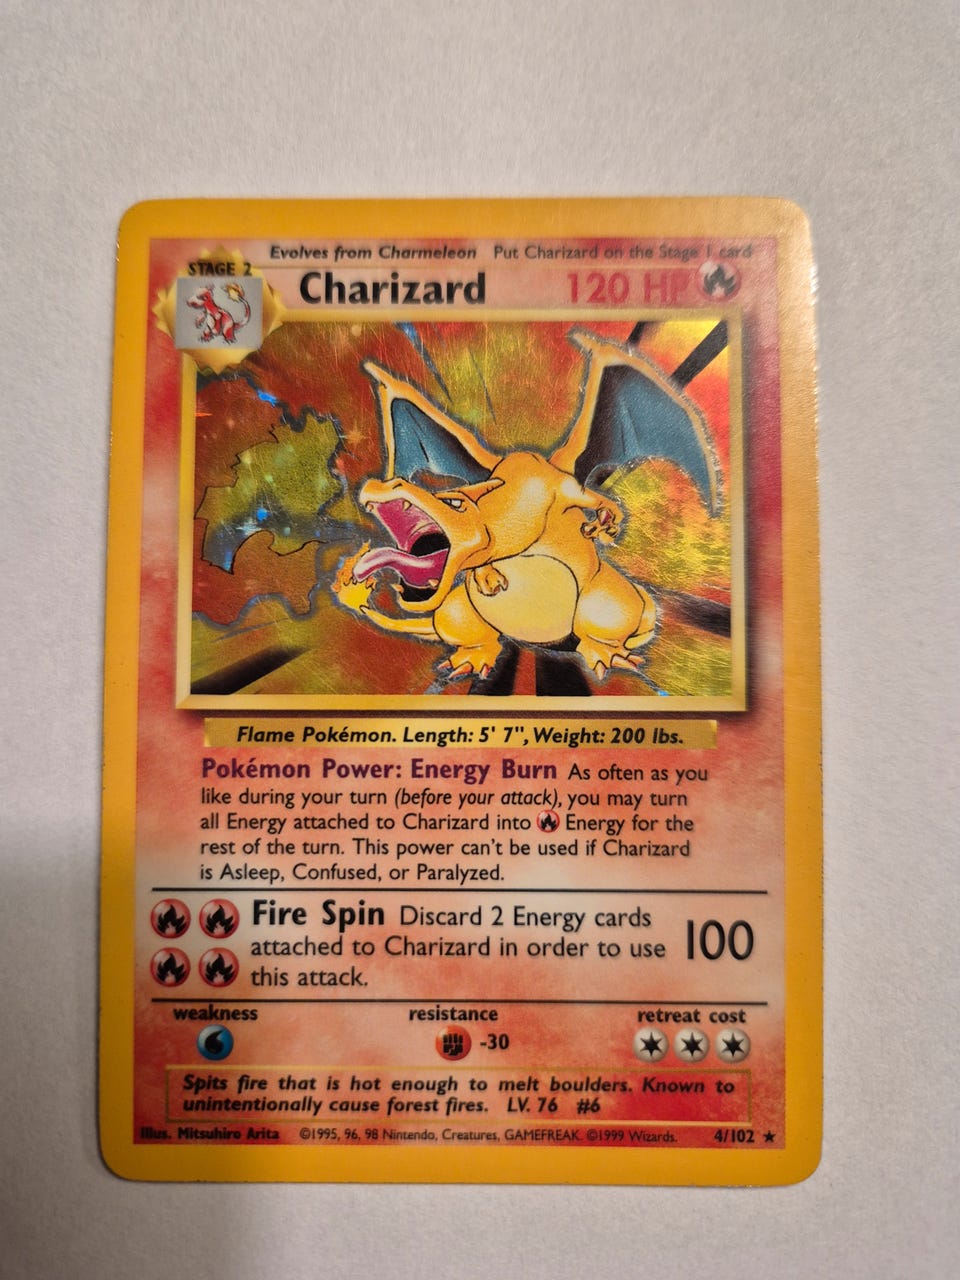 Evolves from Charmeleon Put Charizard on the Stage 1 card
STAGE 2
Charizard 120 HP
Flame Pokémon. Length: 5' 7", Weight: 200 lbs.
Pokémon Power: Energy Burn As often as you
like during your turn (before your attack), you may turn
all Energy attached to Charizard into Energy for the
rest of the turn. This power can't be used if Charizard
is Asleep, Confused, or Paralyzed.
Fire Spin Discard 2 Energy cards
attached to Charizard in order to use
this attack.
100
weakness resistance retreat cost
-30
Spits fire that is hot enough to melt boulders. Known to
unintentionally cause forest fires. LV. 76 #6
Illus. Mitsuhiro Arita ©1995, 96, 98 Nintendo, Creatures, GAMEFREAK. ©1999 Wizards. 4/102 ★